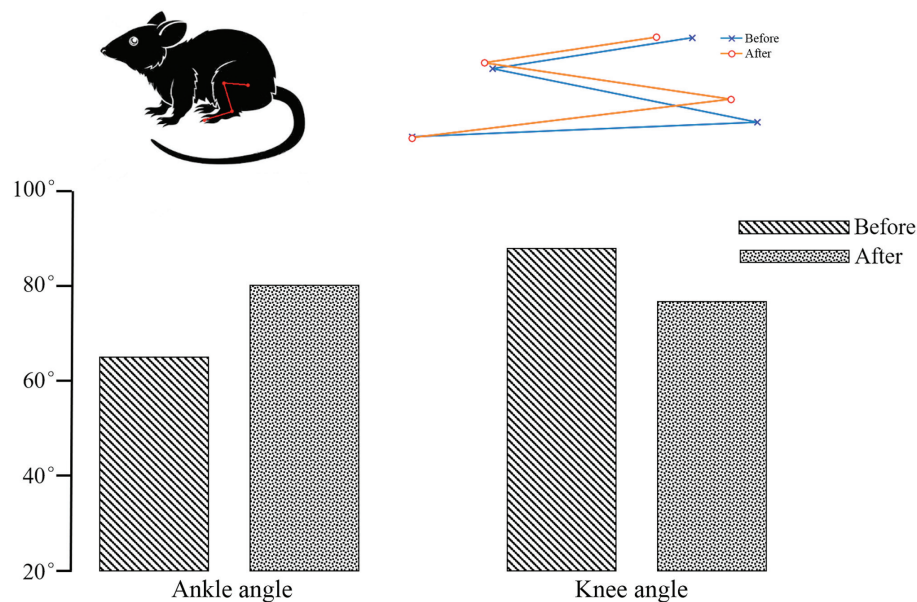 Before
After
100°
80°
60°
40°
20°
Before
After
Ankle angle
Knee angle